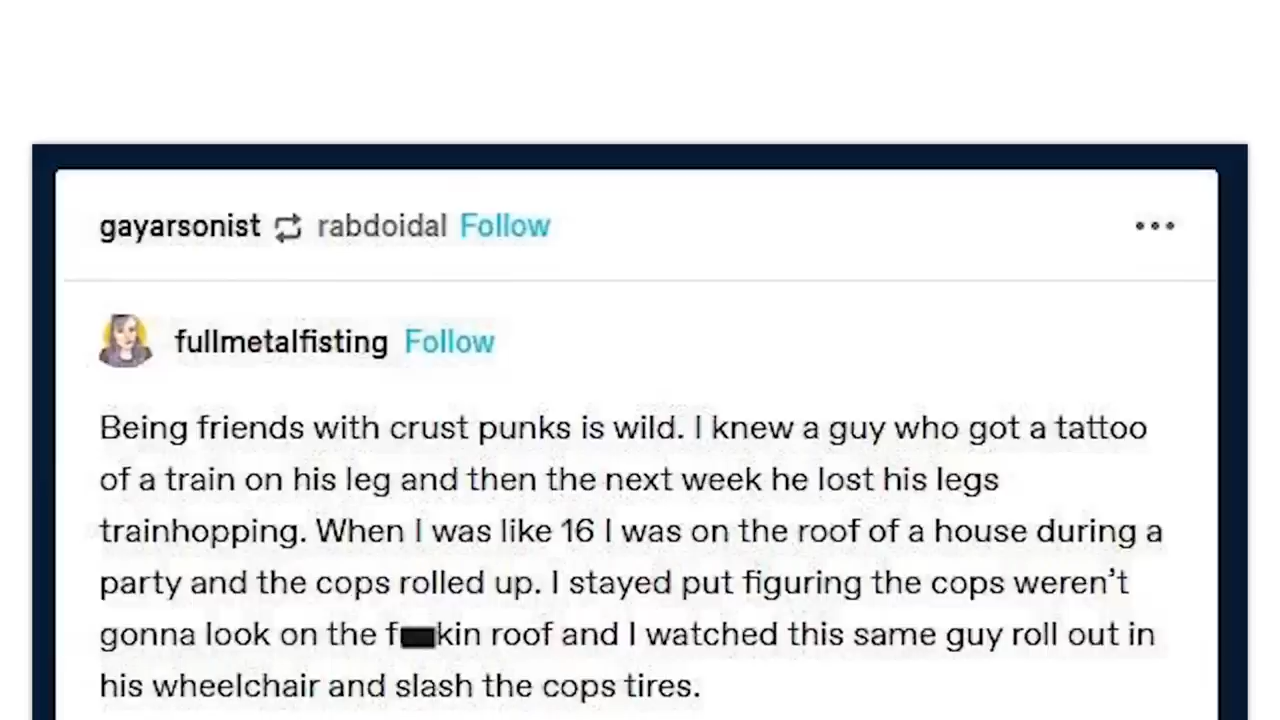 gayarsonist rabdoidal Follow
fullmetalfisting Follow
Being friends with crust punks is wild. I knew a guy who got a tattoo
of a train on his leg and then the next week he lost his legs
trainhopping. When I was like 16 I was on the roof of a house during a
party and the cops rolled up. I stayed put figuring the cops weren’t
gonna look on the f kin roof and I watched this same guy roll out in
his wheelchair and slash the cops tires.